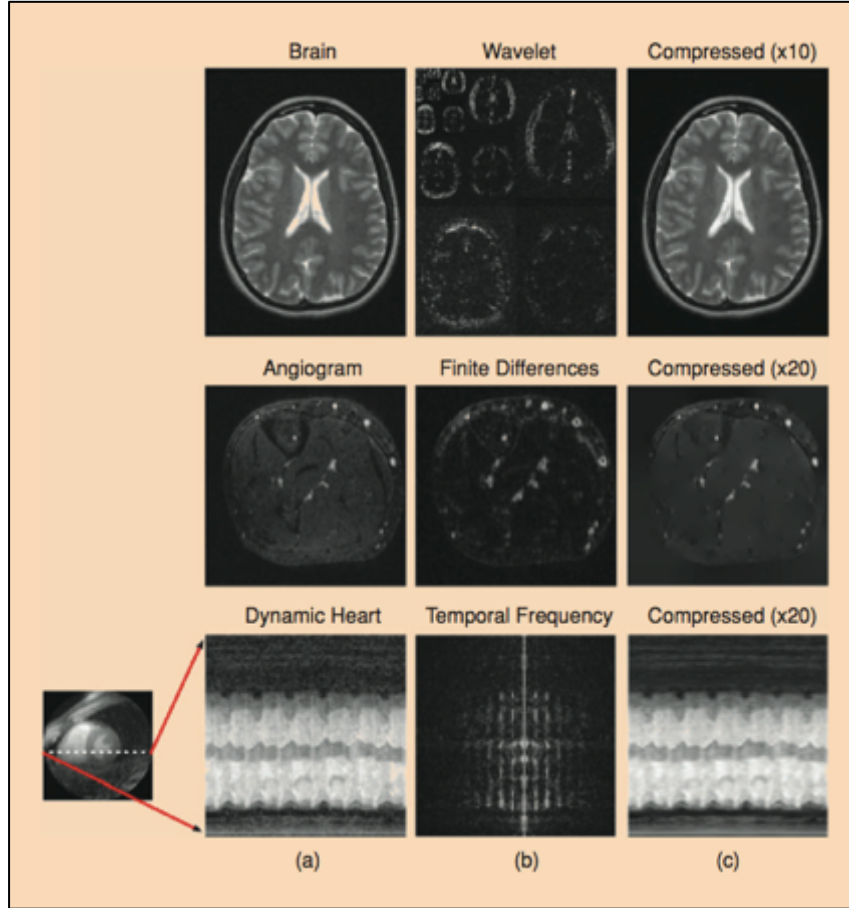 Brain Wavelet Compressed (x10)
Angiogram Finite Differences Compressed (x20)
Dynamic Heart Temporal Frequency Compressed (x20)
(a) (b) (c)